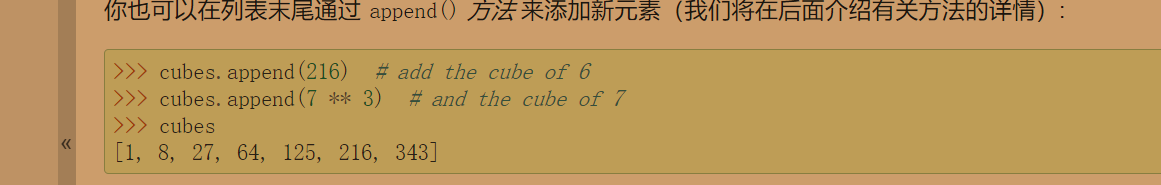 你也可以在列表末尾通过 append() 方法 来添加新元素（我们将在后面介绍有关方法的详情）:
>>> cubes.append(216)  # add the cube of 6
>>> cubes.append(7 ** 3)  # and the cube of 7
>>> cubes
«
[1, 8, 27, 64, 125, 216, 343]